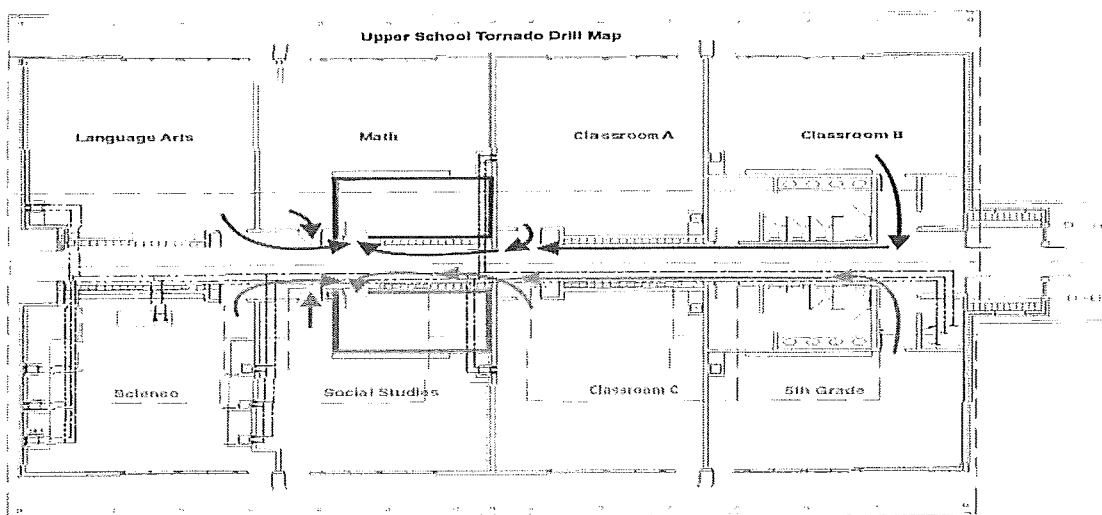 Upper School Tornado Drill Map
Language Arts
Math
Classroom A
Classroom B
Science
Social Studies
Classroom C
5th Grade